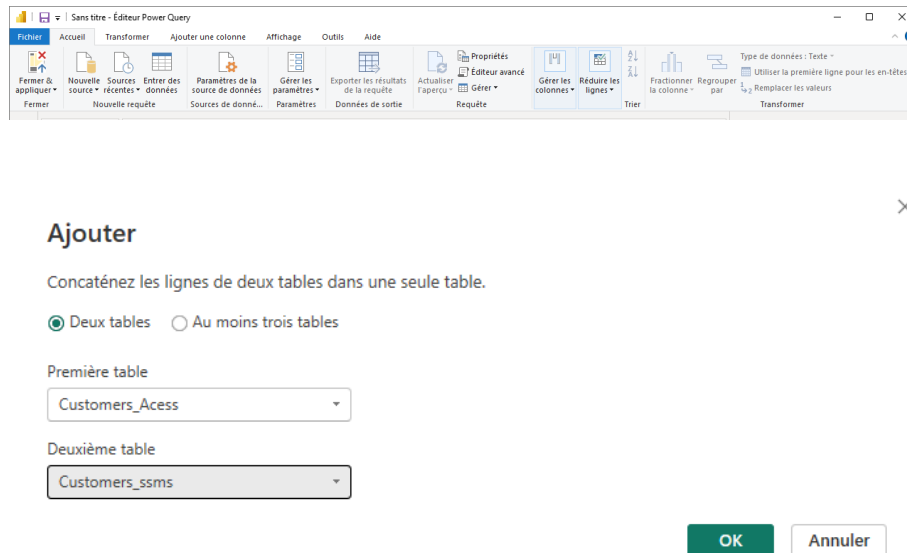 Sans titre - Éditeur Power Query
Fichier Accueil Transformer Ajouter une colonne Affichage Outils Aide
Fermer & appliquer
Nouvelle source
Sources récentes
Entrer des données
Paramètres de la source de données
Gérer les paramètres
Exporter les résultats de la requête
Actualiser l'aperçu
Propriétés
Éditeur avancé
Gérer
Gérer les colonnes
Réduire les lignes
Fractionner la colonne
Regrouper par
Type de données : Texte
Utiliser la première ligne pour les en-têtes
Remplacer les valeurs
Fermer Nouvelle requête Sources de donné... Paramètres Données de sortie Requête Trier Transformer
Ajouter
Concaténez les lignes de deux tables dans une seule table.
Deux tables Au moins trois tables
Première table
Customers_Acess
Deuxième table
Customers_ssms
OK Annuler